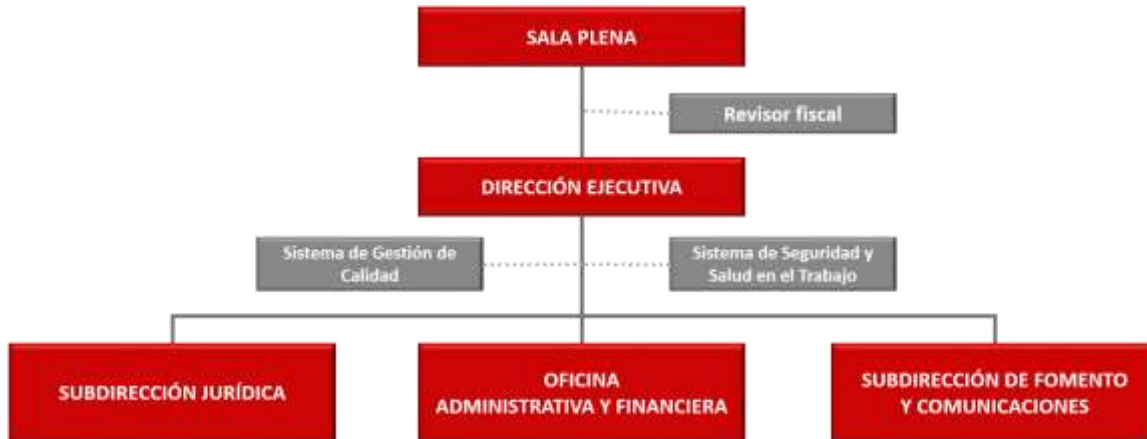 SALA PLENA
Revisor fiscal
DIRECCIÓN EJECUTIVA
Sistema de Gestión de
Calidad
Sistema de Seguridad y
Salud en el Trabajo
SUBDIRECCIÓN JURÍDICA
OFICINA
ADMINISTRATIVA Y FINANCIERA
SUBDIRECCIÓN DE FOMENTO
Y COMUNICACIONES